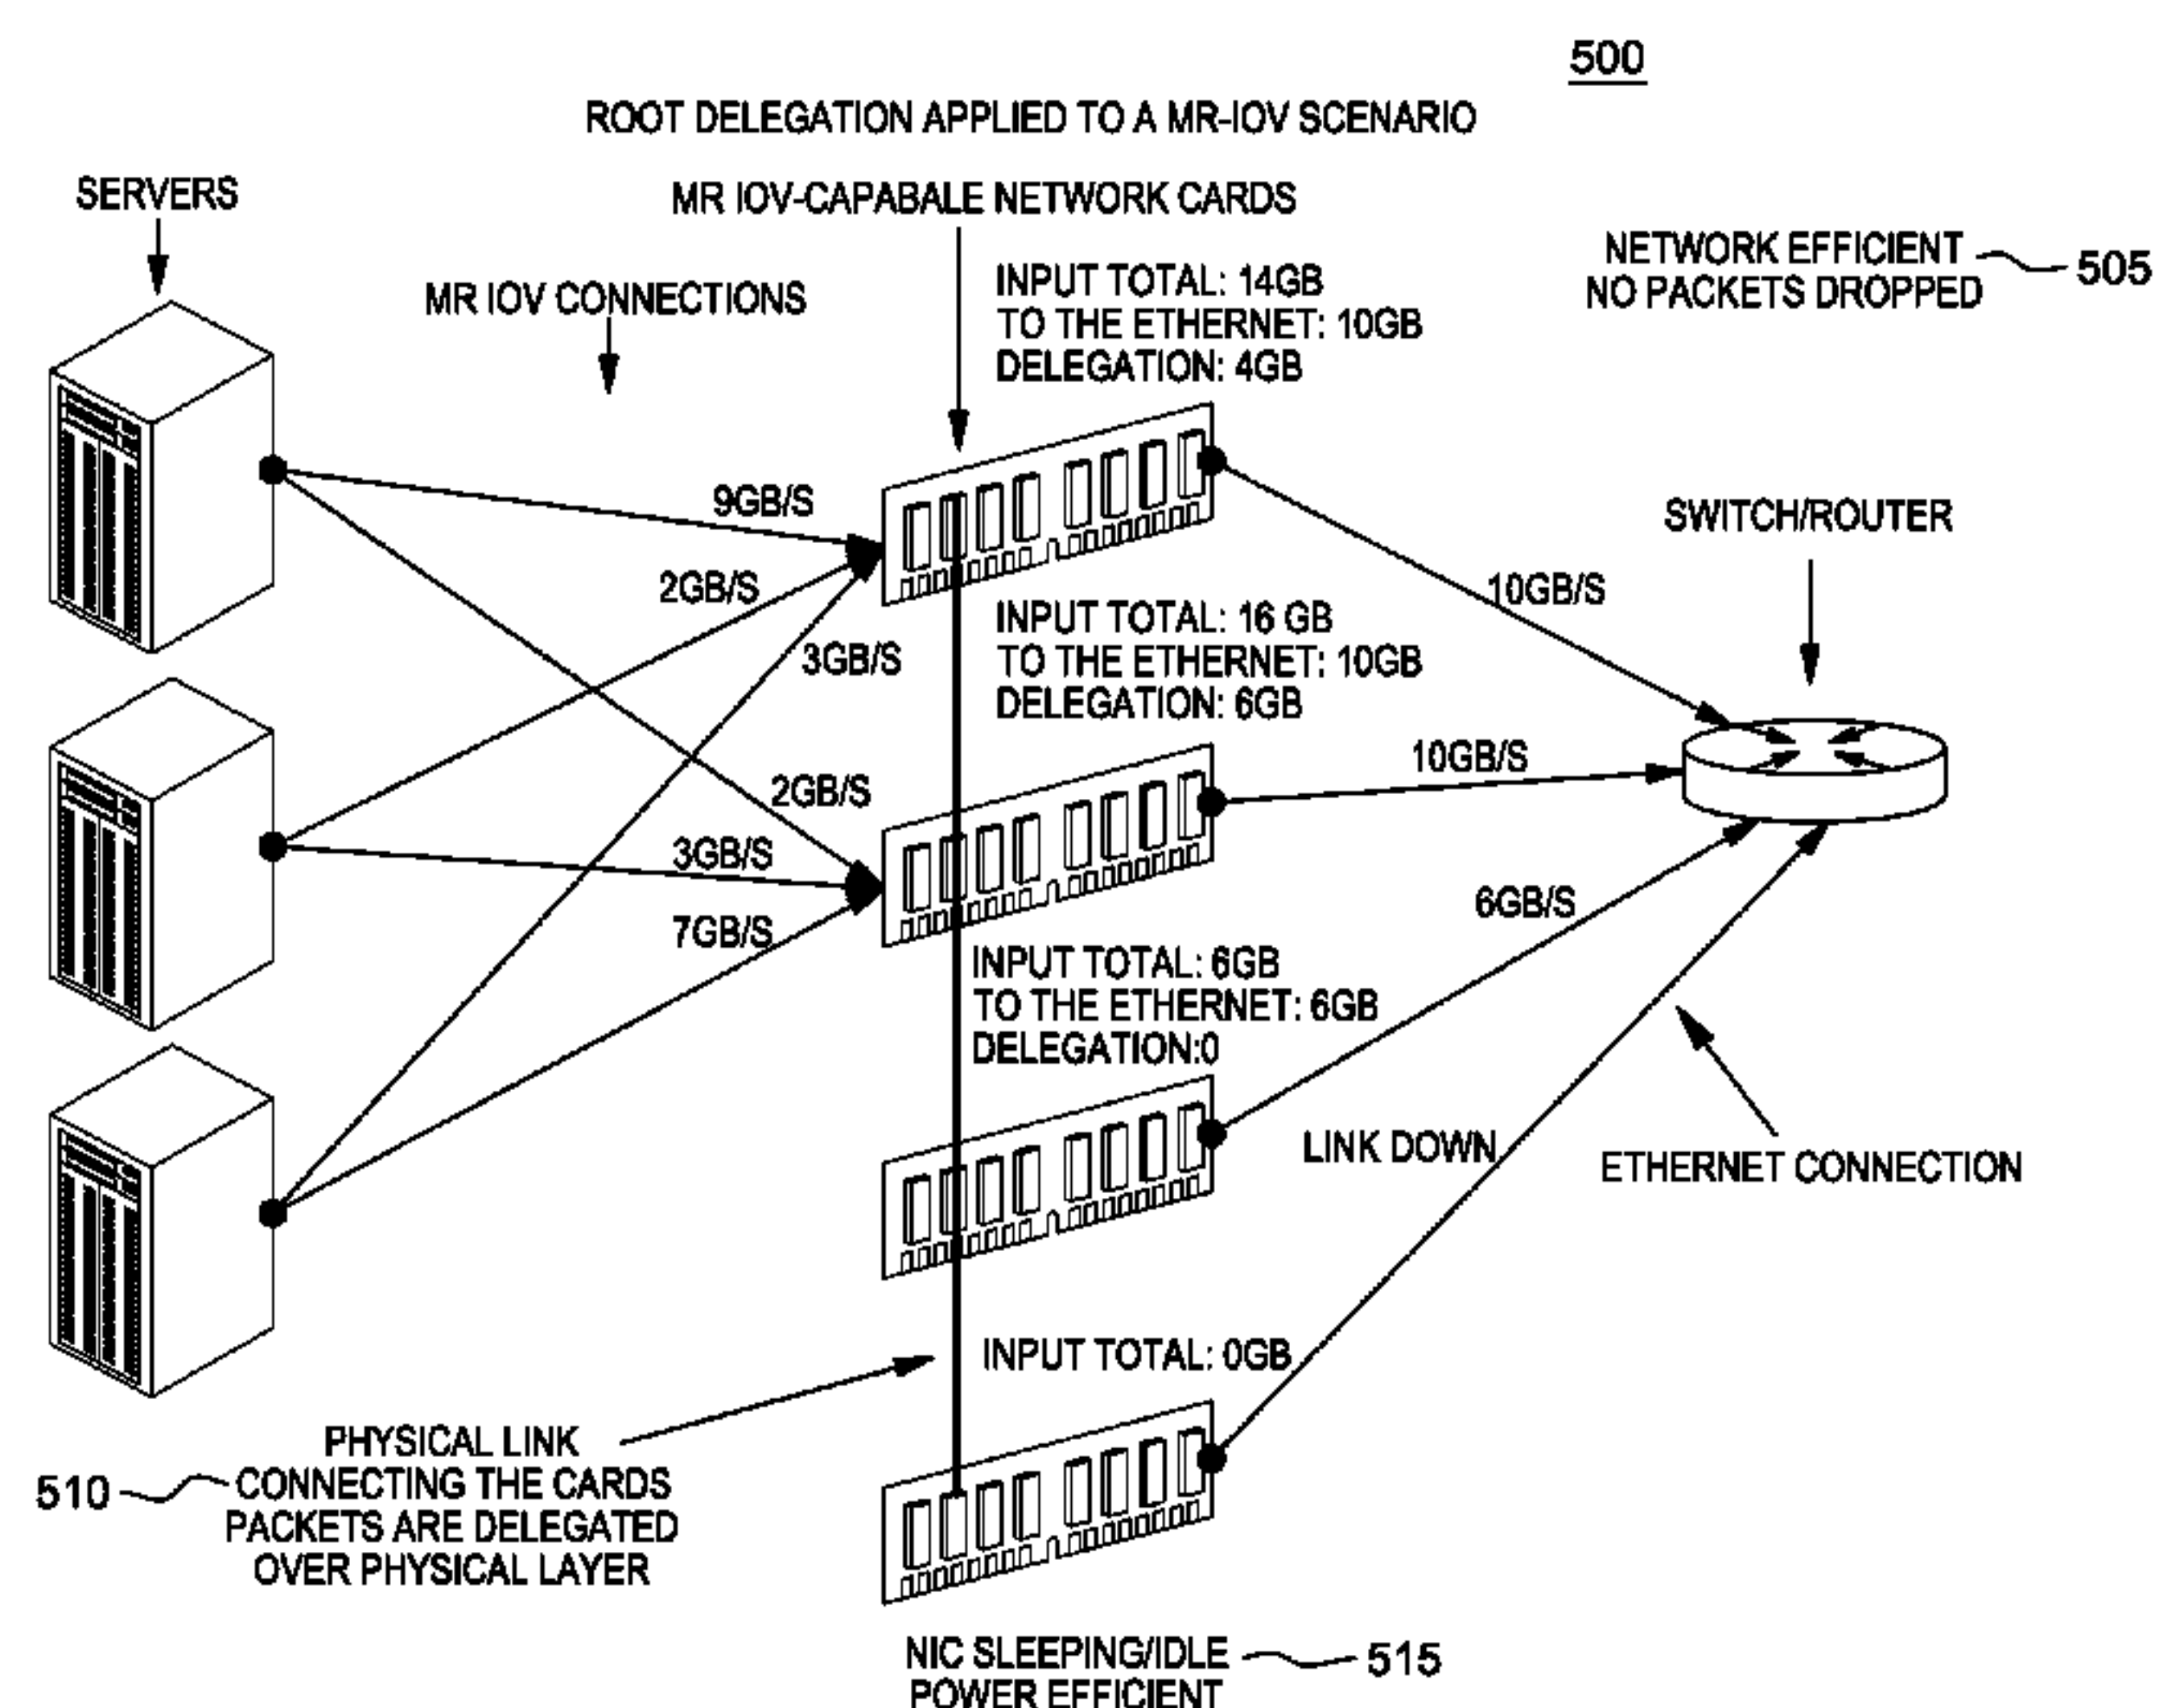 500
ROOT DELEGATION APPLIED TO A MR-IOV SCENARIO
SERVERS
MR IOV-CAPABALE NETWORK CARDS
MR IOV CONNECTIONS
NETWORK EFFICIENT
NO PACKETS DROPPED
505
INPUT TOTAL: 14GB
TO THE ETHERNET: 10GB
DELEGATION: 4GB
9GB/S
2GB/S
3GB/S
SWITCH/ROUTER
10GB/S
INPUT TOTAL: 16 GB
TO THE ETHERNET: 10GB
DELEGATION: 6GB
2GB/S
3GB/S
7GB/S
10GB/S
6GB/S
INPUT TOTAL: 6GB
TO THE ETHERNET: 6GB
DELEGATION:0
LINK DOWN
ETHERNET CONNECTION
INPUT TOTAL: 0GB
510
PHYSICAL LINK
CONNECTING THE CARDS
PACKETS ARE DELEGATED
OVER PHYSICAL LAYER
NIC SLEEPING/IDLE
POWER EFFICIENT
515